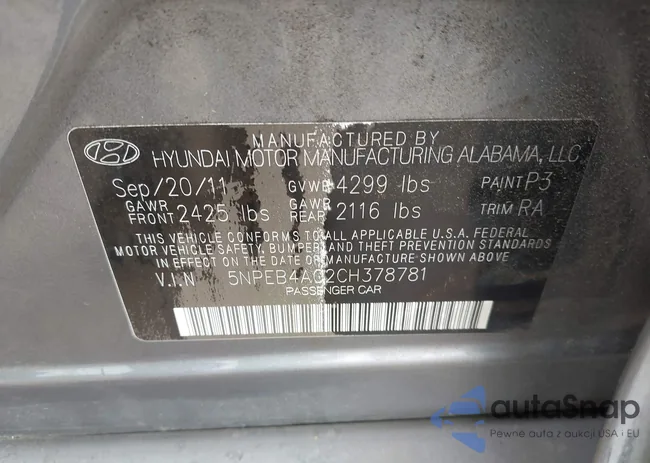 MANUFACTURED BY
HYUNDAI MOTOR MANUFACTURING ALABAMA, LLC
Sep/20/11 GVWR 4299 lbs PAINT P3
GAWR FRONT 2425 lbs GAWR REAR 2116 lbs TRIM RA
THIS VEHICLE CONFORMS TO ALL APPLICABLE U.S.A. FEDERAL
MOTOR VEHICLE SAFETY, BUMPER, AND THEFT PREVENTION STANDARDS
IN EFFECT ON THE DATE OF MANUFACTURE SHOWN ABOVE
V.I.N 5NPEB4AC2CH378781
PASSENGER CAR
autoSnap
Pewne auta z aukcji USA i EU